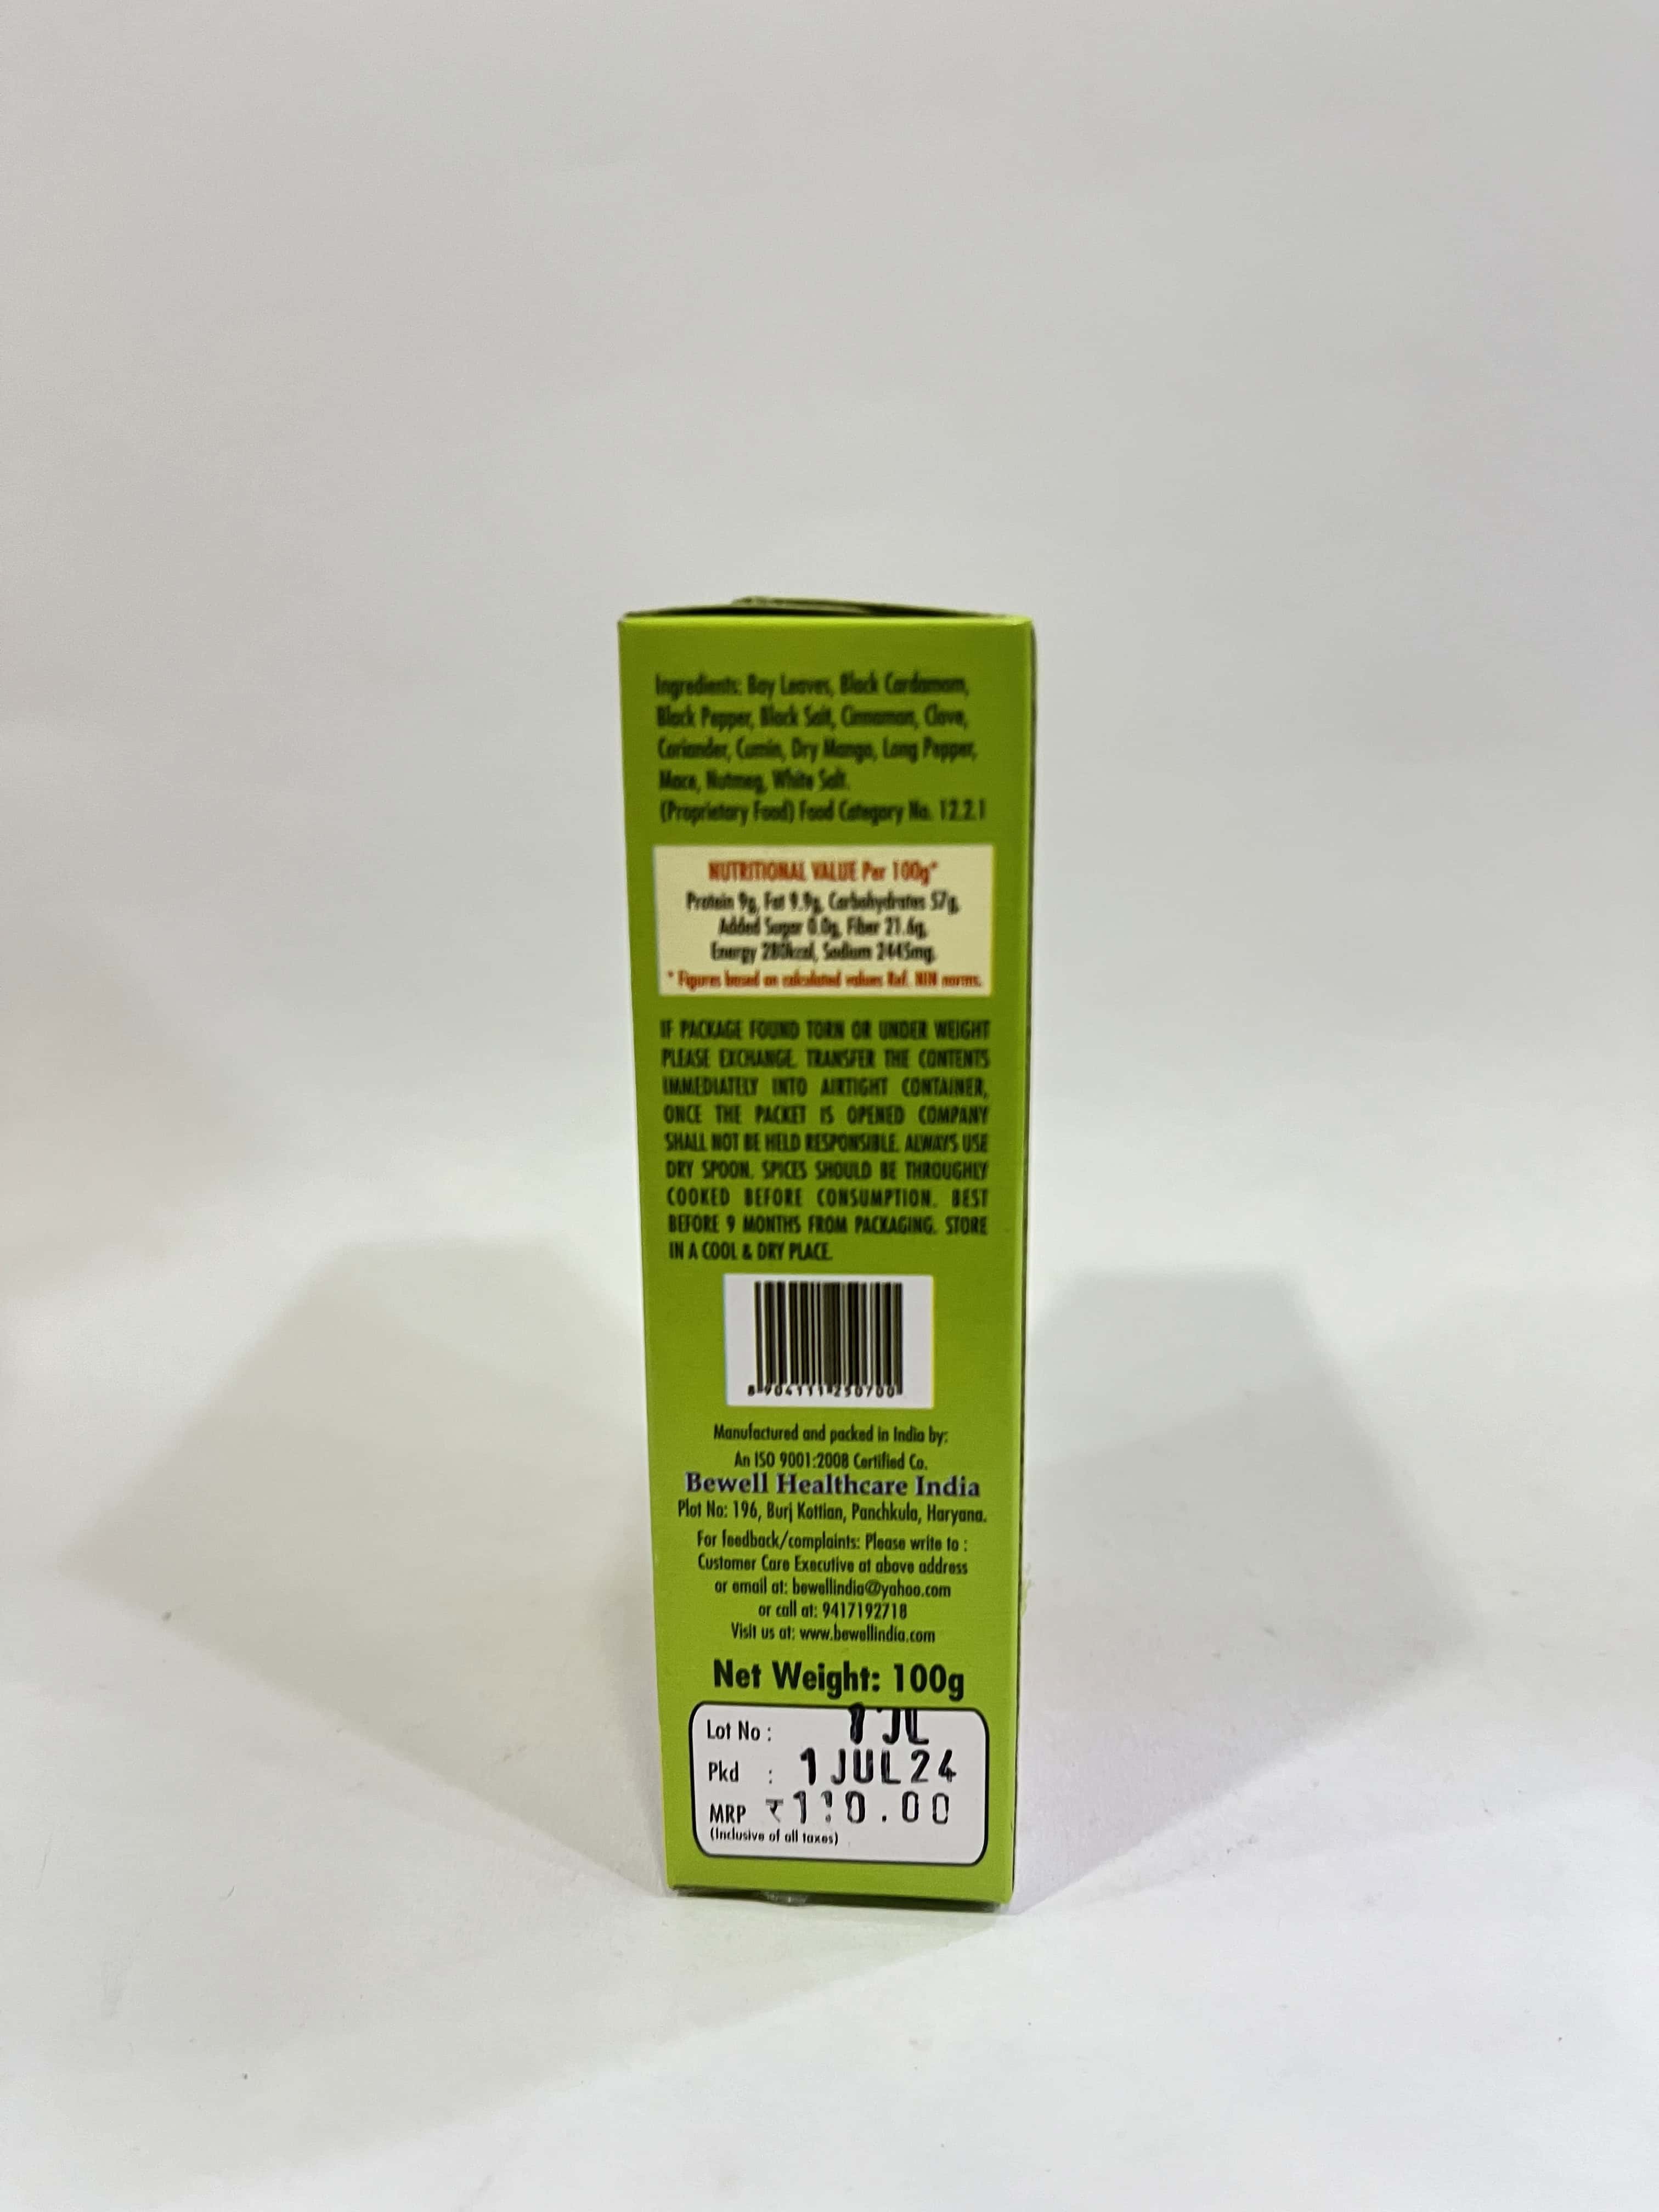 Ingredients: Bay Leaves, Black Cardamom,
Black Pepper, Black Salt, Cinnamon, Clove,
Coriander, Cumin, Dry Mango, Long Pepper,
Mace, Nutmeg, White Salt.
(Proprietary Food) Food Category No. 12.2.1
NUTRITIONAL VALUE Per 100g*
Protein 9g, Fat 9.9g, Carbohydrates 57g,
Added Sugar 0.0g, Fiber 21.6g,
Energy kcal, Sodium 2445mg.
* Figures based on calculated values Ref. NIN norms.
IF PACKAGE FOUND TORN OR UNDER WEIGHT
PLEASE EXCHANGE. TRANSFER THE CONTENTS
IMMEDIATELY INTO AIRTIGHT CONTAINER,
ONCE THE PACKET IS OPENED COMPANY
SHALL NOT BE HELD RESPONSIBLE. ALWAYS USE
DRY SPOON. SPICES SHOULD BE THROUGHLY
COOKED BEFORE CONSUMPTION. BEST
BEFORE 9 MONTHS FROM PACKAGING. STORE
IN A COOL & DRY PLACE.
8 904111 250700
Manufactured and packed in India by:
An ISO 9001:2008 Certified Co.
Bewell Healthcare India
Plot No: 196, Burj Kottian, Panchkula, Haryana.
For feedback/complaints: Please write to :
Customer Care Executive at above address
or email at: bewellindia@yahoo.com
or call at: 9417192718
Visit us at: www.bewellindia.com
Net Weight: 100g
Lot No : JL
Pkd : 1 JUL 24
MRP ₹
(Inclusive of all taxes)